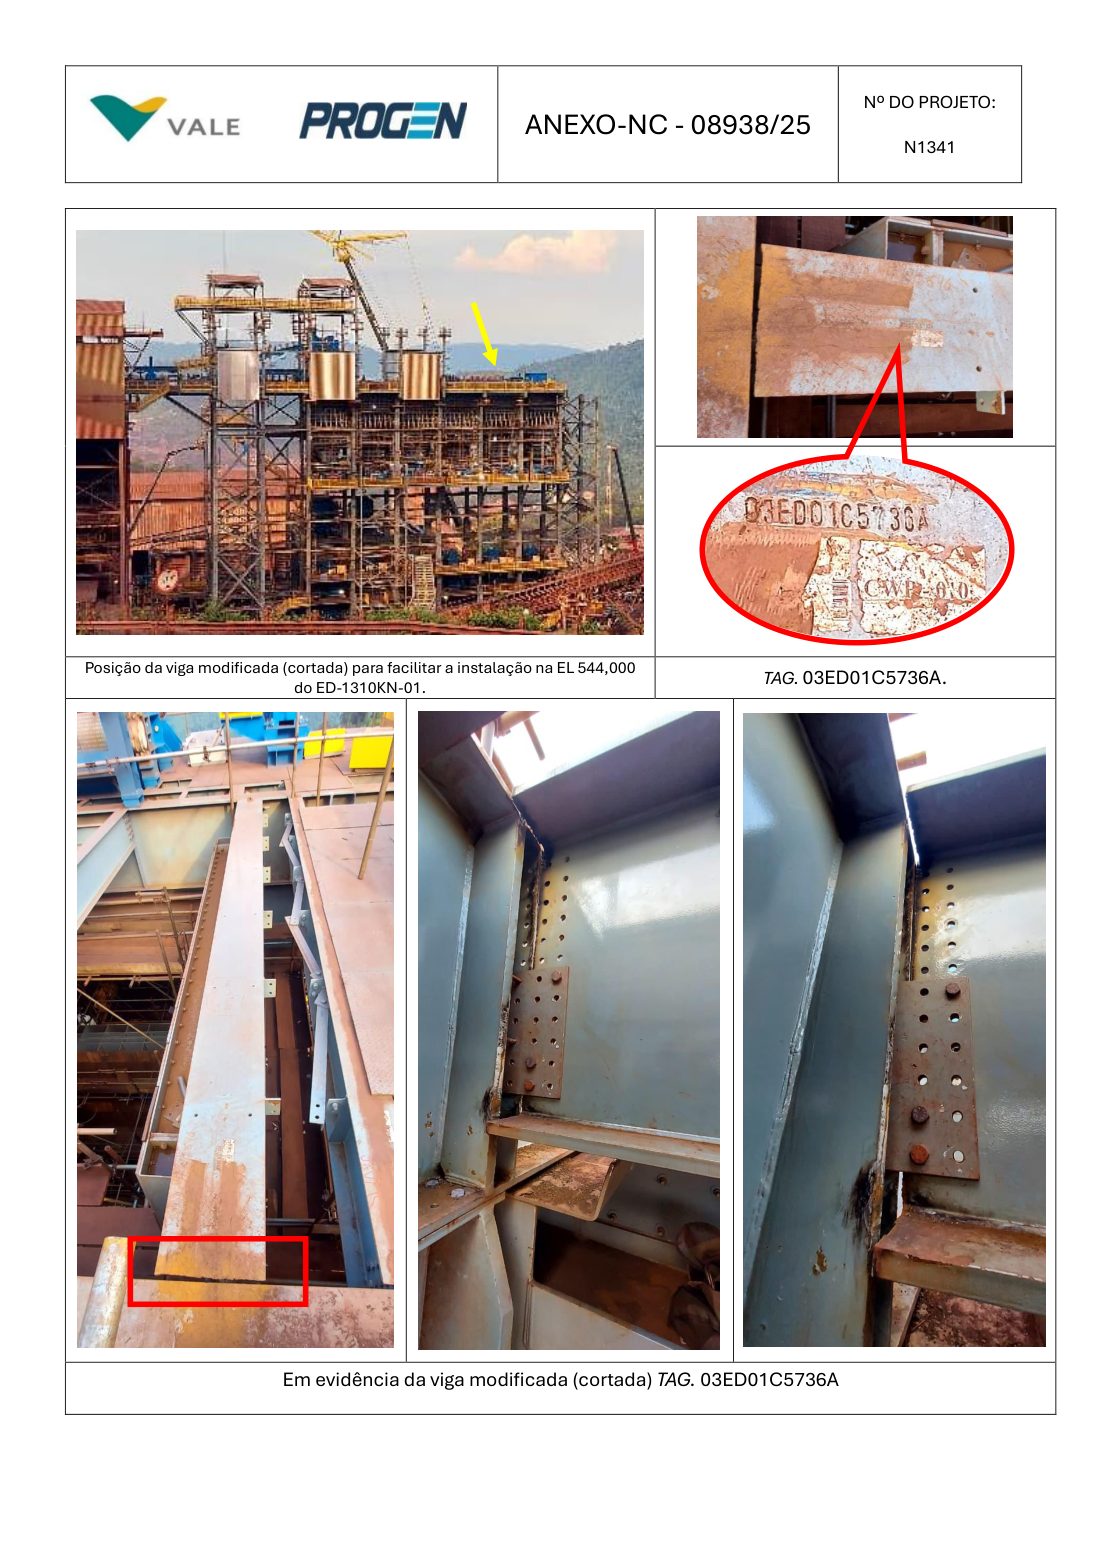 VALE
PROGEN
ANEXO-NC - 08938/25
Nº DO PROJETO:
N1341
03ED01C5736A
CWP
Posição da viga modificada (cortada) para facilitar a instalação na EL 544,000
do ED-1310KN-01.
TAG. 03ED01C5736A.
Em evidência da viga modificada (cortada) TAG. 03ED01C5736A